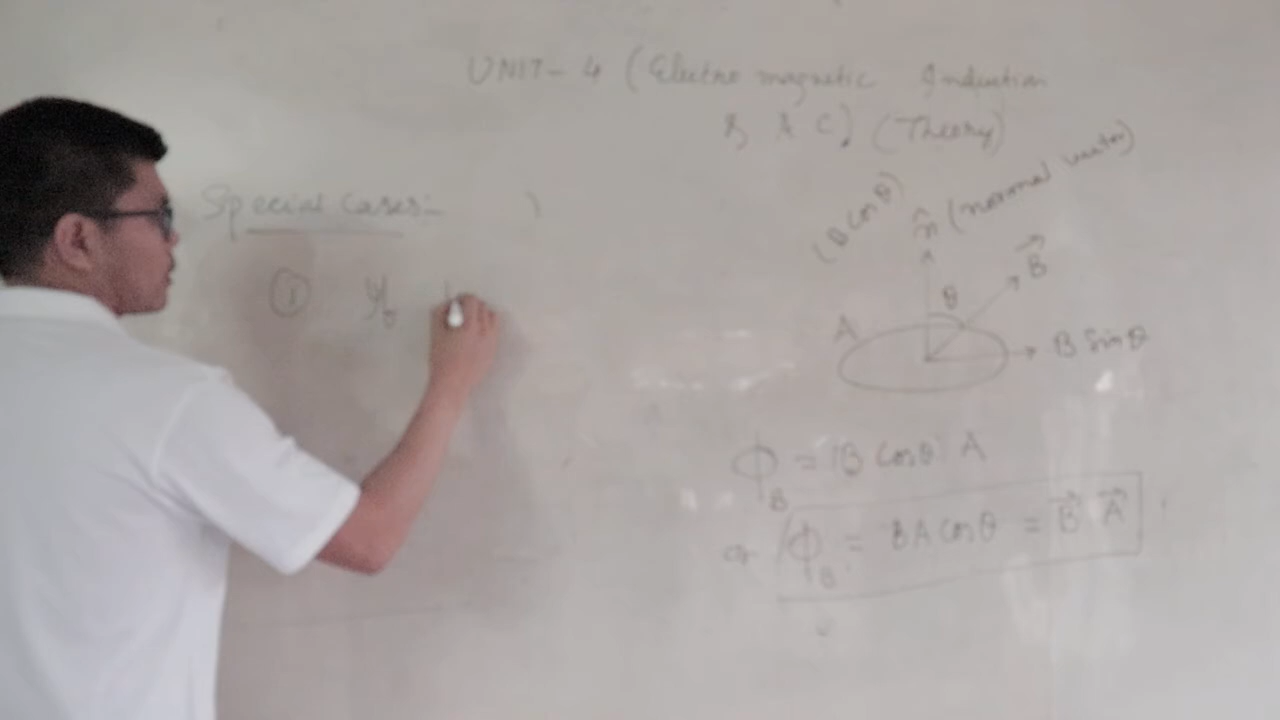 UNIT- 4 (Electro magnetic Induction
& A C) (Theory)
Special Cases:-
① If
(B cos θ)
n̂ (normal vector)
θ
B⃗
A
B Sin θ
ϕ_B = (B Cos θ) A
or ϕ_B = BA cos θ = B⃗ A⃗